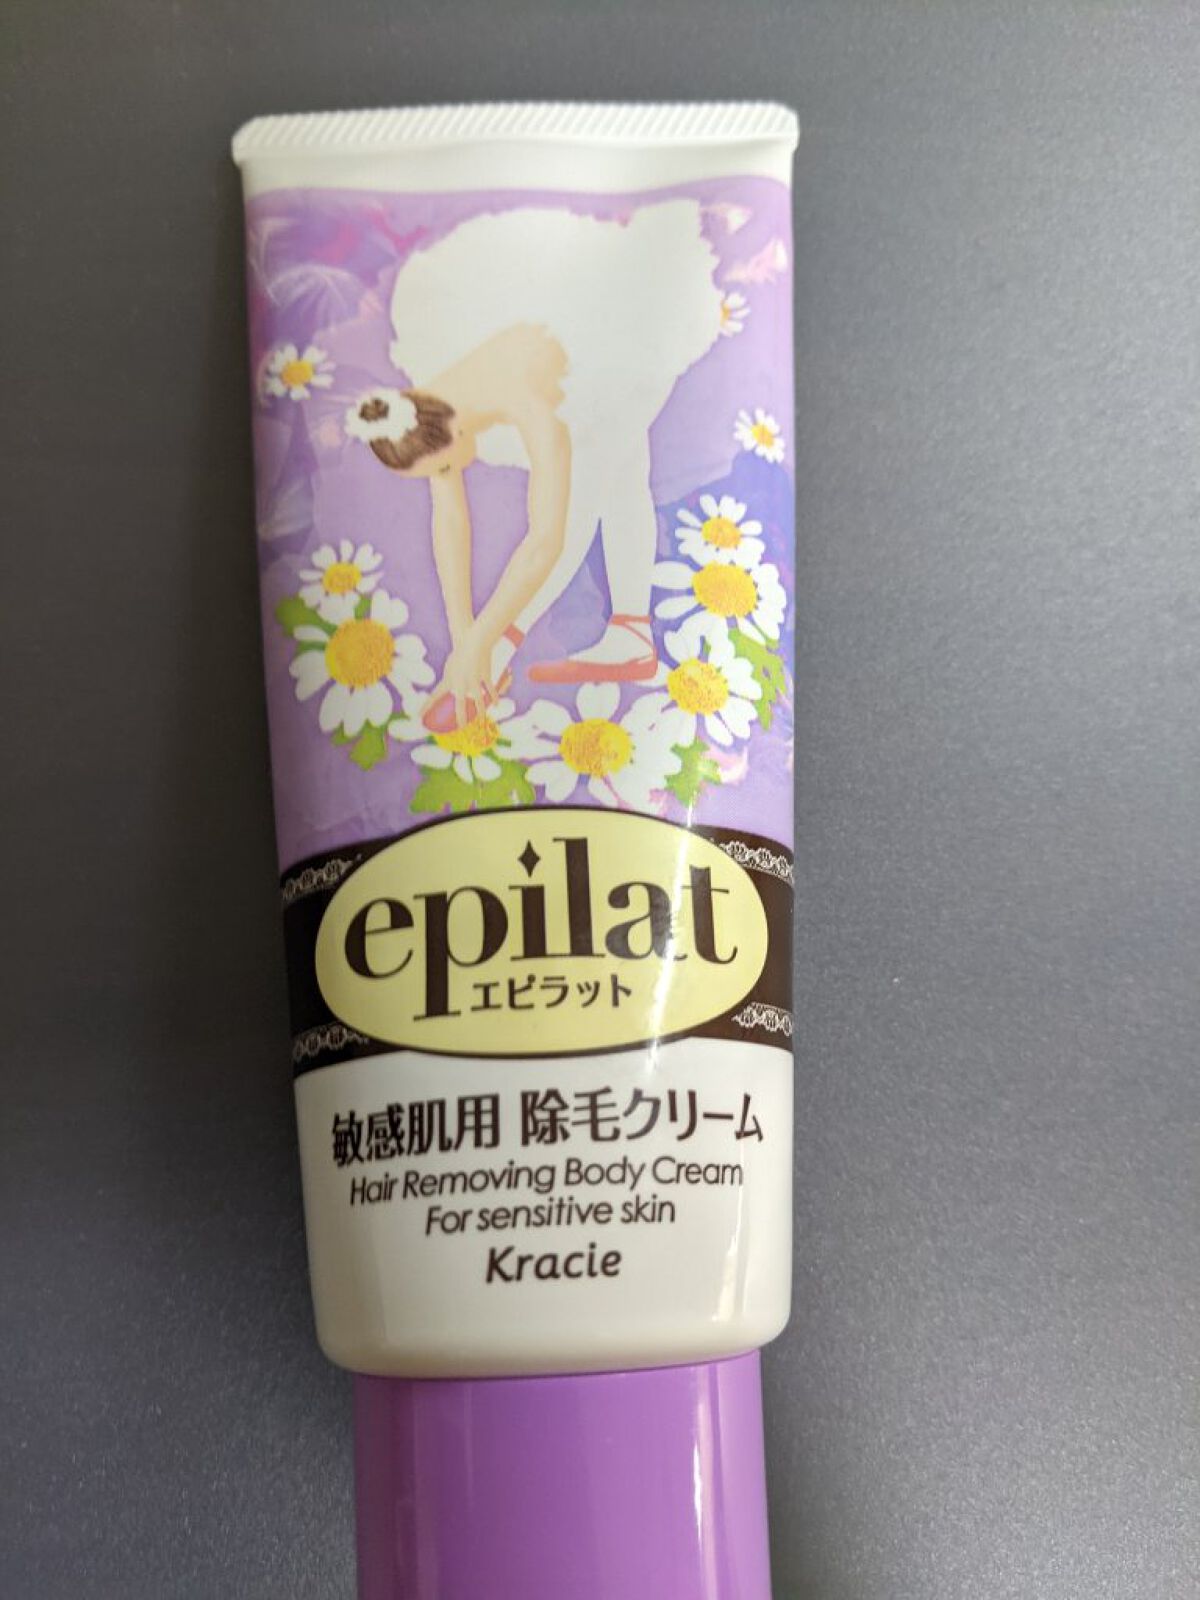 epilat
エピラット
敏感肌用 除毛クリーム
Hair Removing Body Cream
For sensitive skin
Kracie